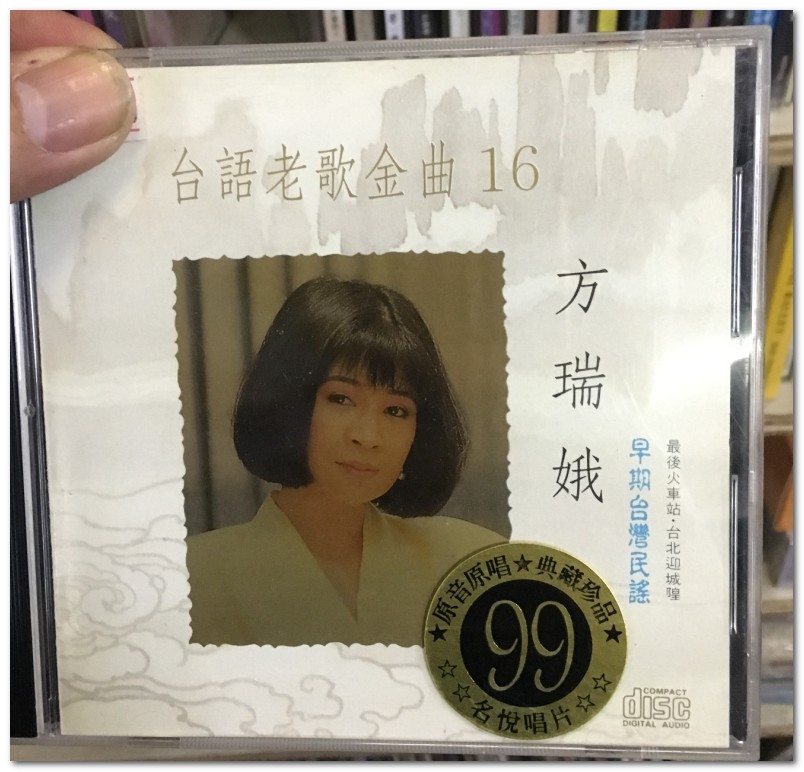 台語老歌金曲 16
方瑞娥
最後火車站·台北迎城隍
早期台灣民謠
★原音原唱★典藏珍品★
99
☆☆名悅唱片☆☆
COMPACT
disc
DIGITAL AUDIO